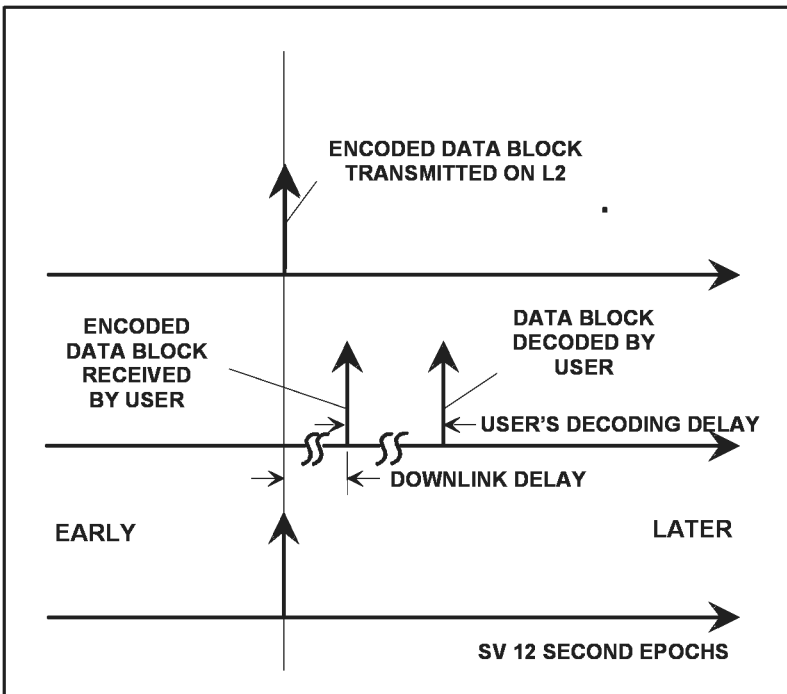 ENCODED DATA BLOCK
TRANSMITTED ON L2
ENCODED
DATA BLOCK
RECEIVED
BY USER
DATA BLOCK
DECODED BY
USER
USER'S DECODING DELAY
DOWNLINK DELAY
EARLY
LATER
SV 12 SECOND EPOCHS